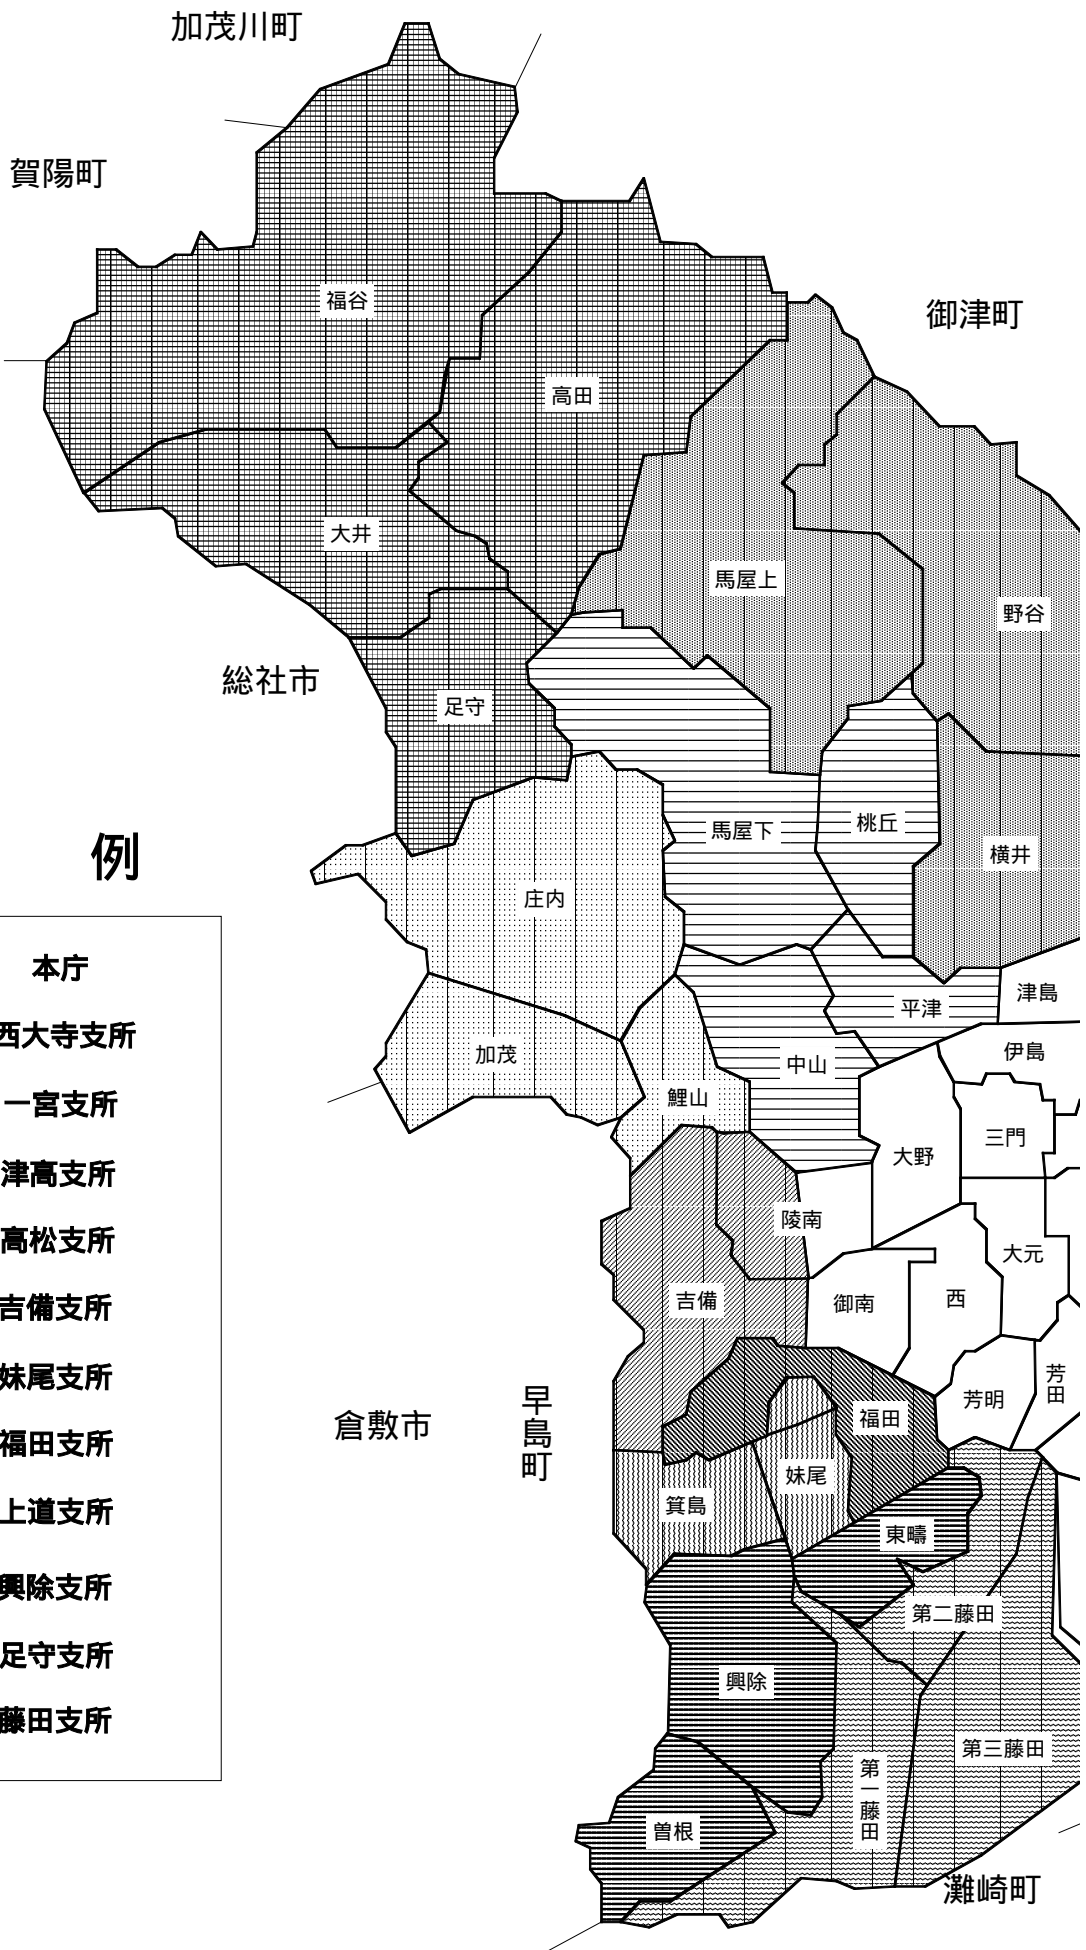 加茂川町
賀陽町
福谷
御津町
高田
大井
馬屋上
野谷
総社市
足守
馬屋下
桃丘
横井
例
庄内
本庁
西大寺支所
一宮支所
津高支所
高松支所
吉備支所
妹尾支所
福田支所
上道支所
興除支所
足守支所
藤田支所
津島
平津
伊島
加茂
中山
鯉山
三門
大野
陵南
大元
吉備
御南
西
芳田
芳明
早島町
倉敷市
福田
妹尾
箕島
東疇
第二藤田
興除
第三藤田
第一藤田
曽根
灘崎町